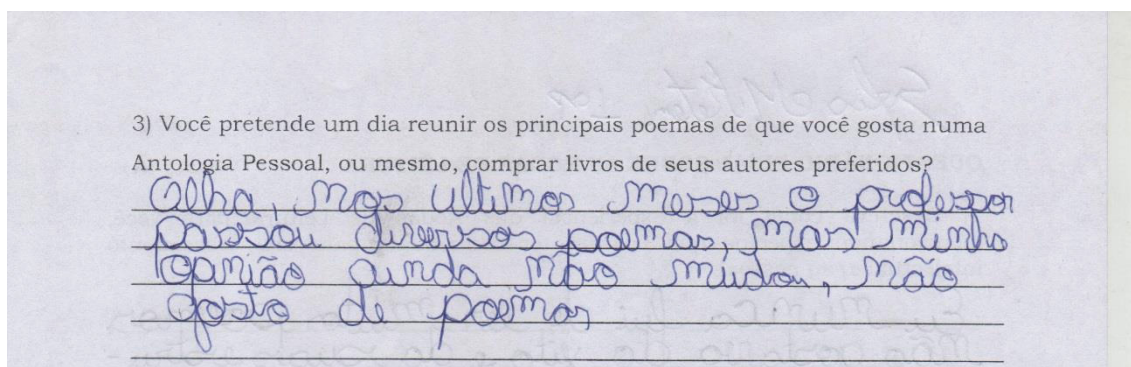 3) Você pretende um dia reunir os principais poemas de que você gosta numa
Antologia Pessoal, ou mesmo, comprar livros de seus autores preferidos?
Olha, nos ultimos meses o professor
passou diversos poemas, mas minha
opnião ainda não mudou, não
gosto de poemas